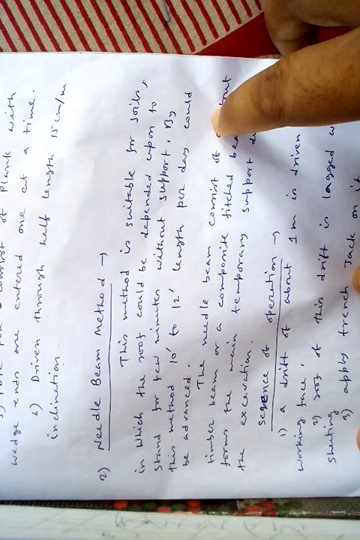 wedge ends are entered one at a time.
6) Driven through half length 15 cm/m
inclination.
2) Needle Beam Method →
This method is suitable for soils,
in which the roof could be depended upon to
stand for few minutes without support. By
this method 10' to 12' length per day could
be advanced.
The needle beam consist of
timber beam or a composite flitched
forms the main temporary support
the excavation.
Sequence of operation →
1) a drift of about 1m is driven
working face,
2) roof of this drift is lagged
sheeting
3) apply trench Jack on it